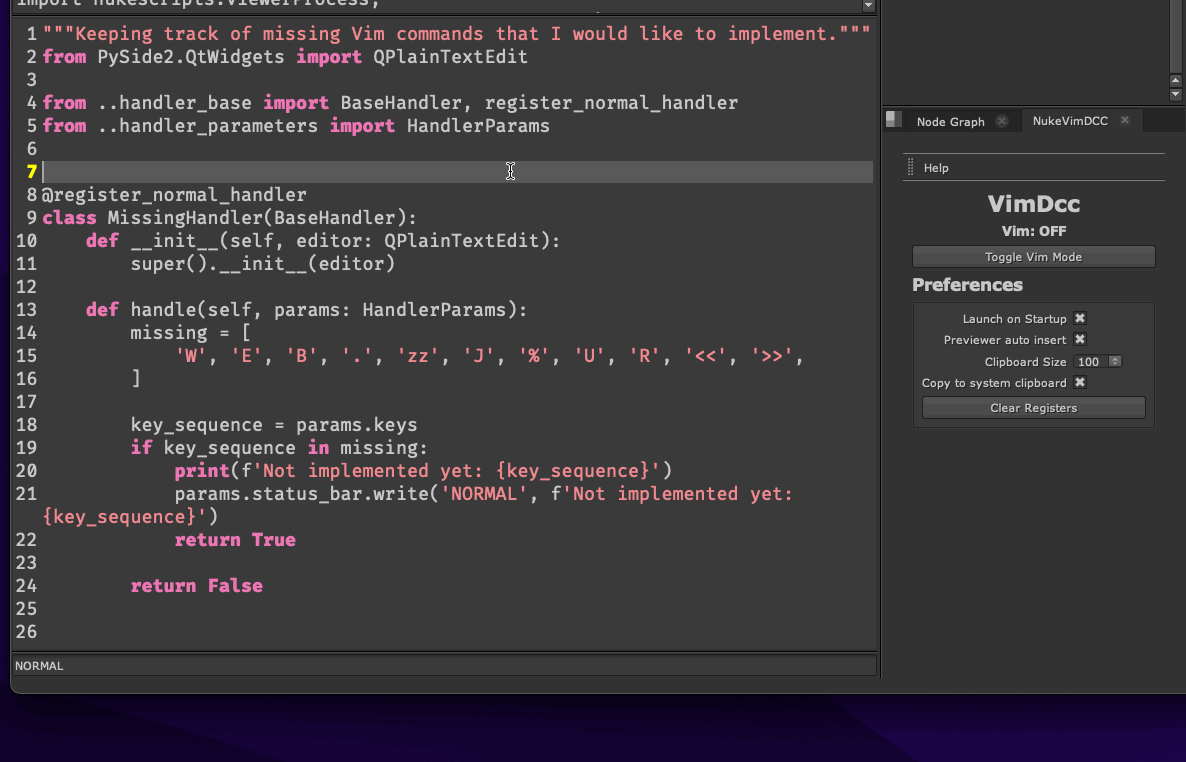 import nukescripts.ViewerProcess;
1 """Keeping track of missing Vim commands that I would like to implement."""
2 from PySide2.QtWidgets import QPlainTextEdit
3
4 from ..handler_base import BaseHandler, register_normal_handler
5 from ..handler_parameters import HandlerParams
6
7
8 @register_normal_handler
9 class MissingHandler(BaseHandler):
10     def __init__(self, editor: QPlainTextEdit):
11         super().__init__(editor)
12
13     def handle(self, params: HandlerParams):
14         missing = [
15             'W', 'E', 'B', '.', 'zz', 'J', '%', 'U', 'R', '<<', '>>',
16         ]
17
18         key_sequence = params.keys
19         if key_sequence in missing:
20             print(f'Not implemented yet: {key_sequence}')
21             params.status_bar.write('NORMAL', f'Not implemented yet:
{key_sequence}')
22             return True
23
24         return False
25
26
NORMAL
Node Graph
NukeVimDCC
Help
VimDcc
Vim: OFF
Toggle Vim Mode
Preferences
Launch on Startup
Previewer auto insert
Clipboard Size 100
Copy to system clipboard
Clear Registers